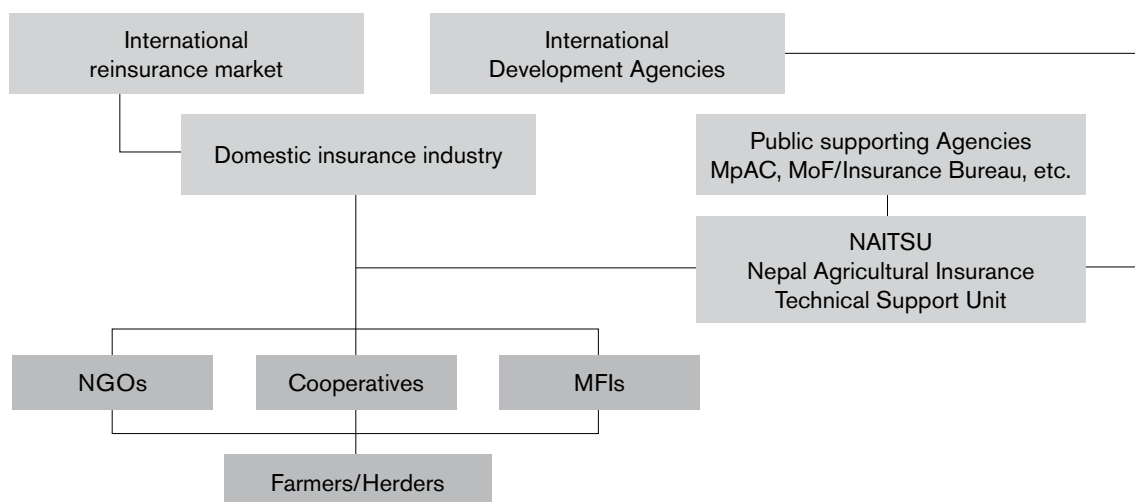 International
reinsurance market
International
Development Agencies
Domestic insurance industry
Public supporting Agencies
MpAC, MoF/Insurance Bureau, etc.
NAITSU
Nepal Agricultural Insurance
Technical Support Unit
NGOs
Cooperatives
MFIs
Farmers/Herders